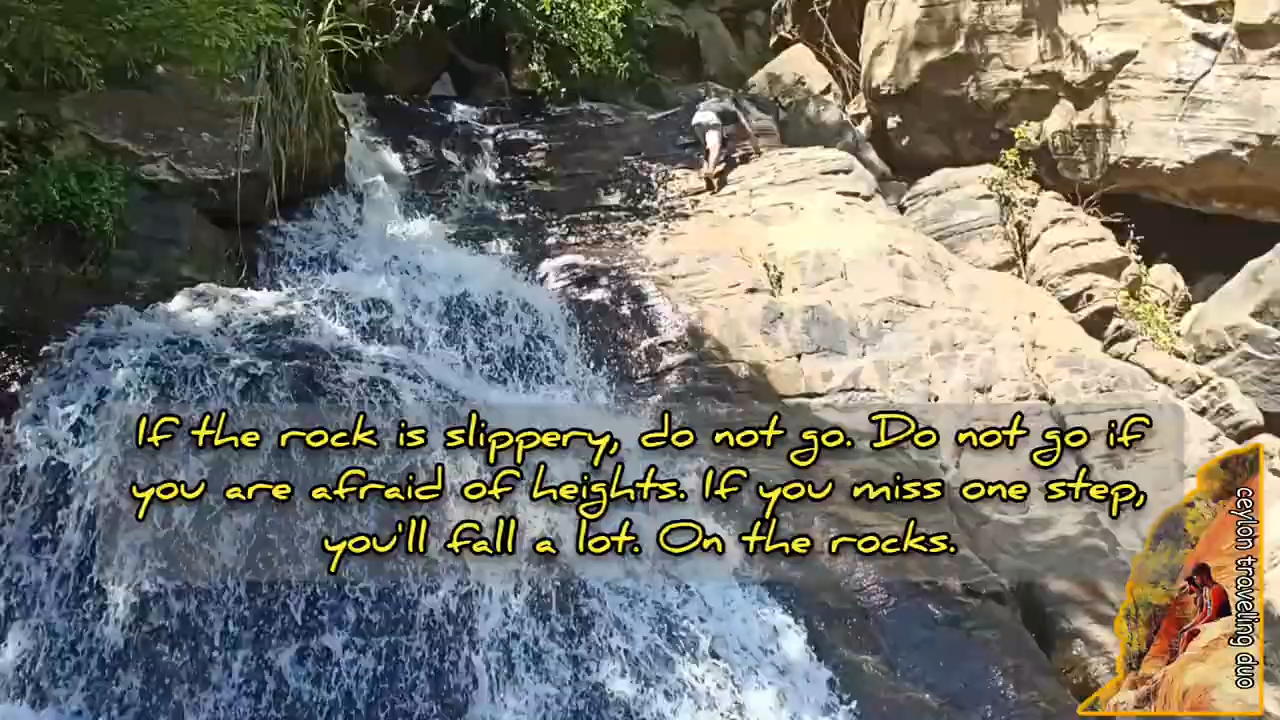 If the rock is slippery, do not go. Do not go if
you are afraid of heights. If you miss one step,
you'll fall a lot. On the rocks.
ceylon traveling duo